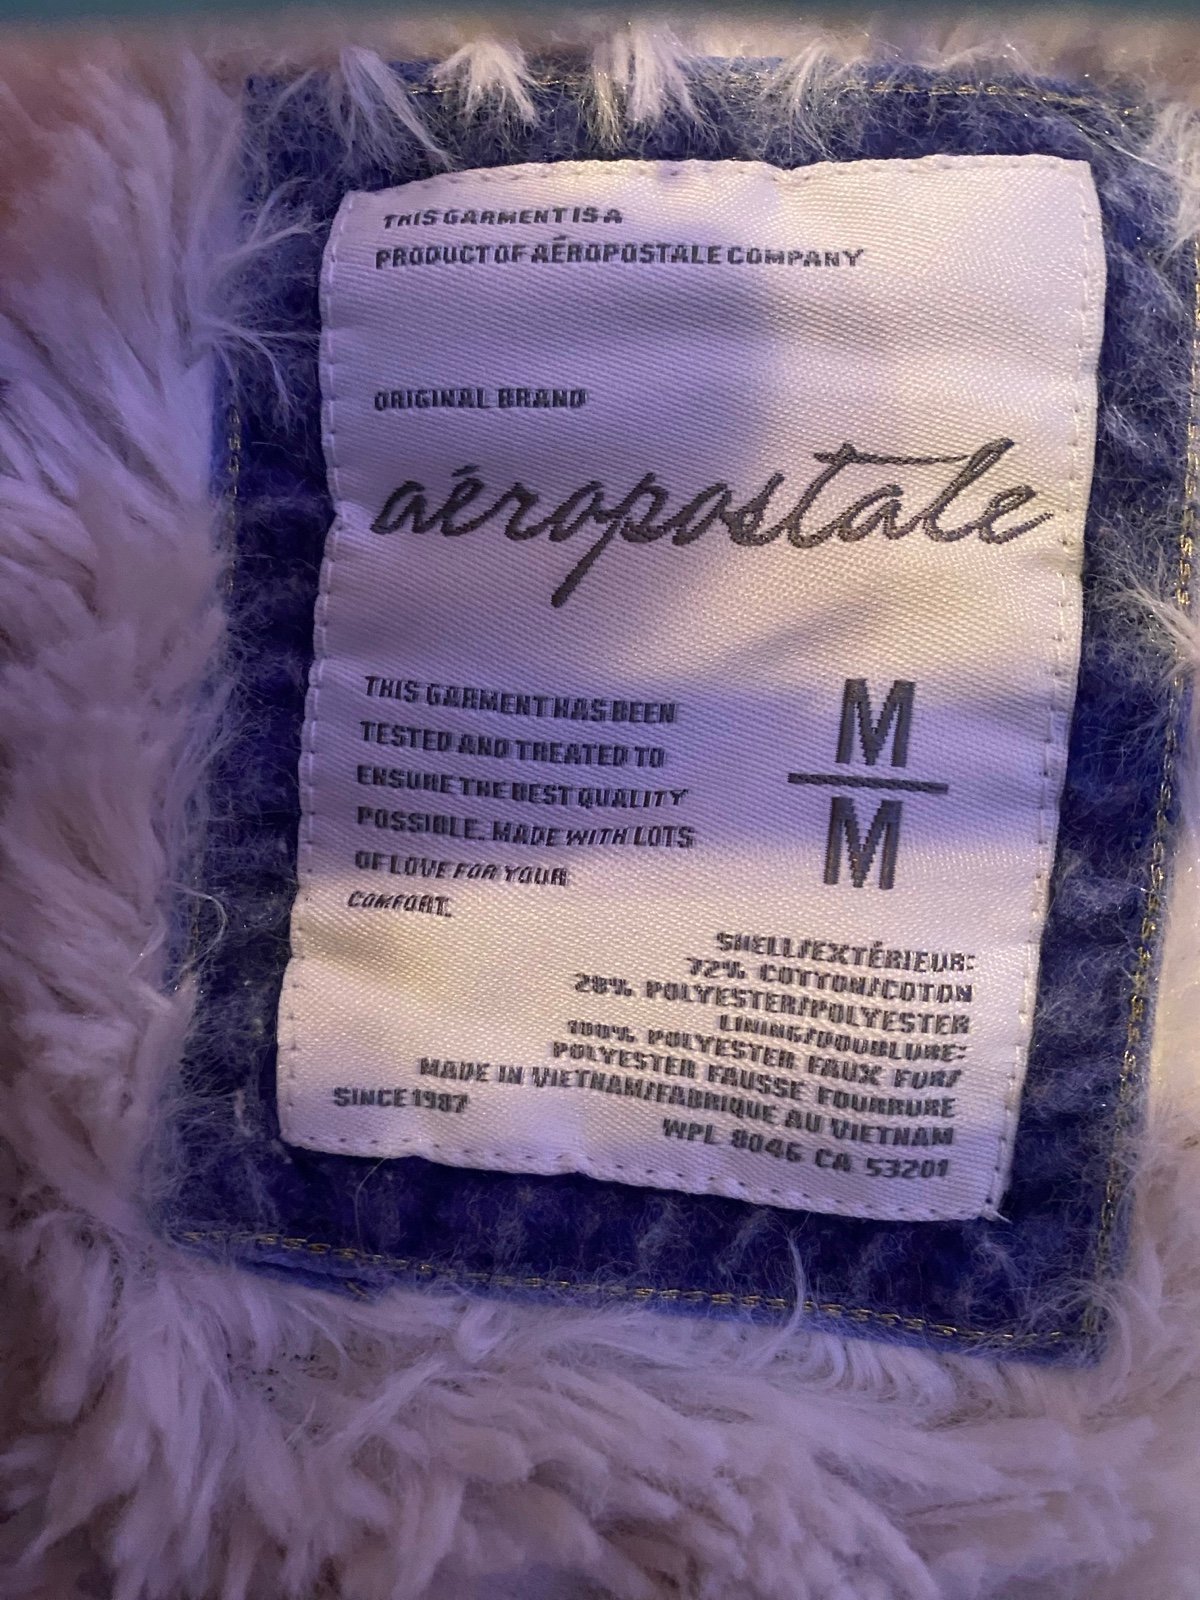 THIS GARMENT IS A
PRODUCT OF AÉROPOSTALE COMPANY
ORIGINAL BRAND
aéropostale
THIS GARMENT HAS BEEN
TESTED AND TREATED TO
ENSURE THE BEST QUALITY
POSSIBLE. MADE WITH LOTS
OF LOVE FOR YOUR
COMFORT.
M
M
SHELL/EXTÉRIEUR:
72% COTTON/COTON
28% POLYESTER/POLYESTER
LINING/DOUBLURE:
100% POLYESTER FAUX FUR/
POLYESTER FAUSSE FOURRURE
MADE IN VIETNAM/FABRIQUE AU VIETNAM
WPL 8046 CA 53201
SINCE 1987